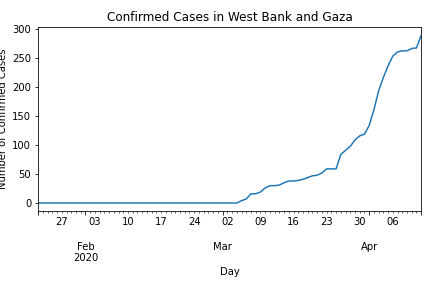 Confirmed Cases in West Bank and Gaza
Number of Confirmed Cases
300
250
200
150
100
50
0
27 03 10 17 24 02 09 16 23 30 06
Feb Mar Apr
2020
Day